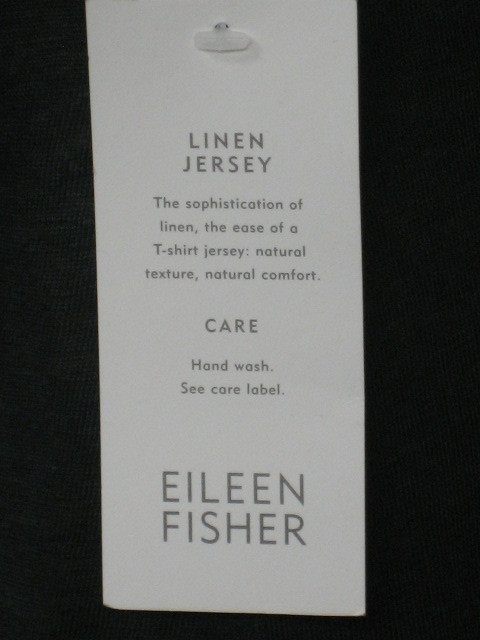 LINEN
JERSEY
The sophistication of
linen, the ease of a
T-shirt jersey: natural
texture, natural comfort.
CARE
Hand wash.
See care label.
EILEEN
FISHER